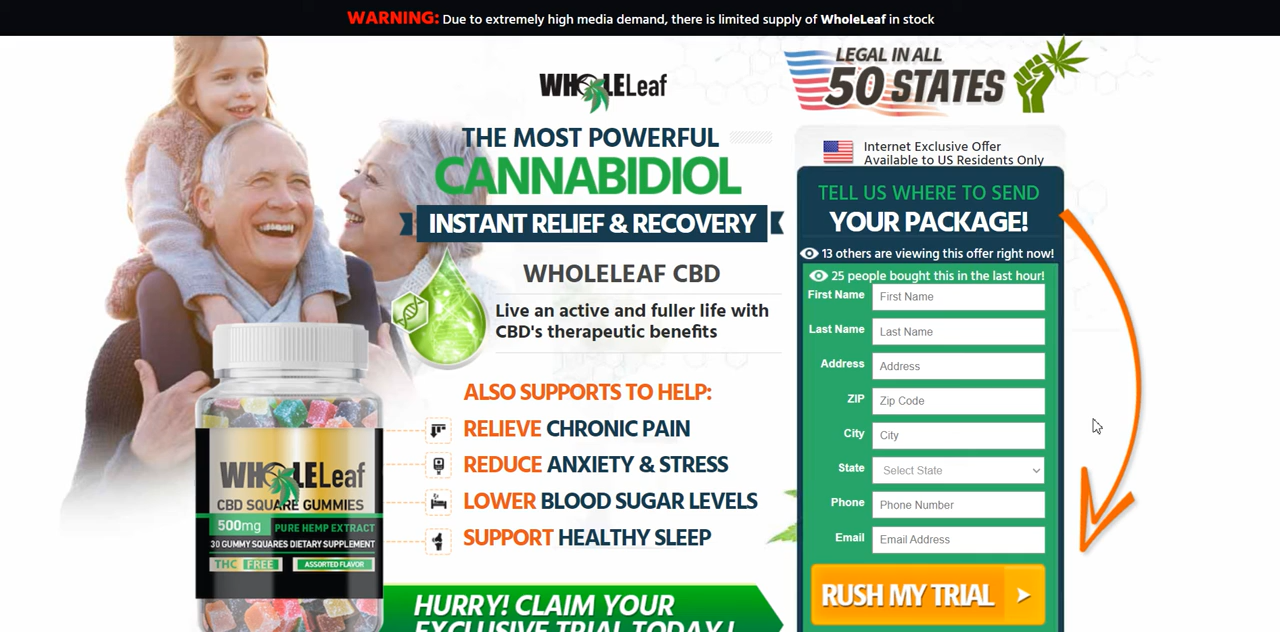 WARNING: Due to extremely high media demand, there is limited supply of WholeLeaf in stock
WHOLELeaf
THE MOST POWERFUL
CANNABIDIOL
INSTANT RELIEF & RECOVERY
WHOLELEAF CBD
Live an active and fuller life with
CBD's therapeutic benefits
ALSO SUPPORTS TO HELP:
RELIEVE CHRONIC PAIN
REDUCE ANXIETY & STRESS
LOWER BLOOD SUGAR LEVELS
SUPPORT HEALTHY SLEEP
HURRY! CLAIM YOUR
EXCLUSIVE TRIAL TODAY!
WHOLELeaf
CBD SQUARE GUMMIES
500mg PURE HEMP EXTRACT
30 GUMMY SQUARES DIETARY SUPPLEMENT
THC FREE ASSORTED FLAVOR
LEGAL IN ALL
50 STATES
Internet Exclusive Offer
Available to US Residents Only
TELL US WHERE TO SEND
YOUR PACKAGE!
13 others are viewing this offer right now!
25 people bought this in the last hour!
First Name First Name
Last Name Last Name
Address Address
ZIP Zip Code
City City
State Select State
Phone Phone Number
Email Email Address
RUSH MY TRIAL